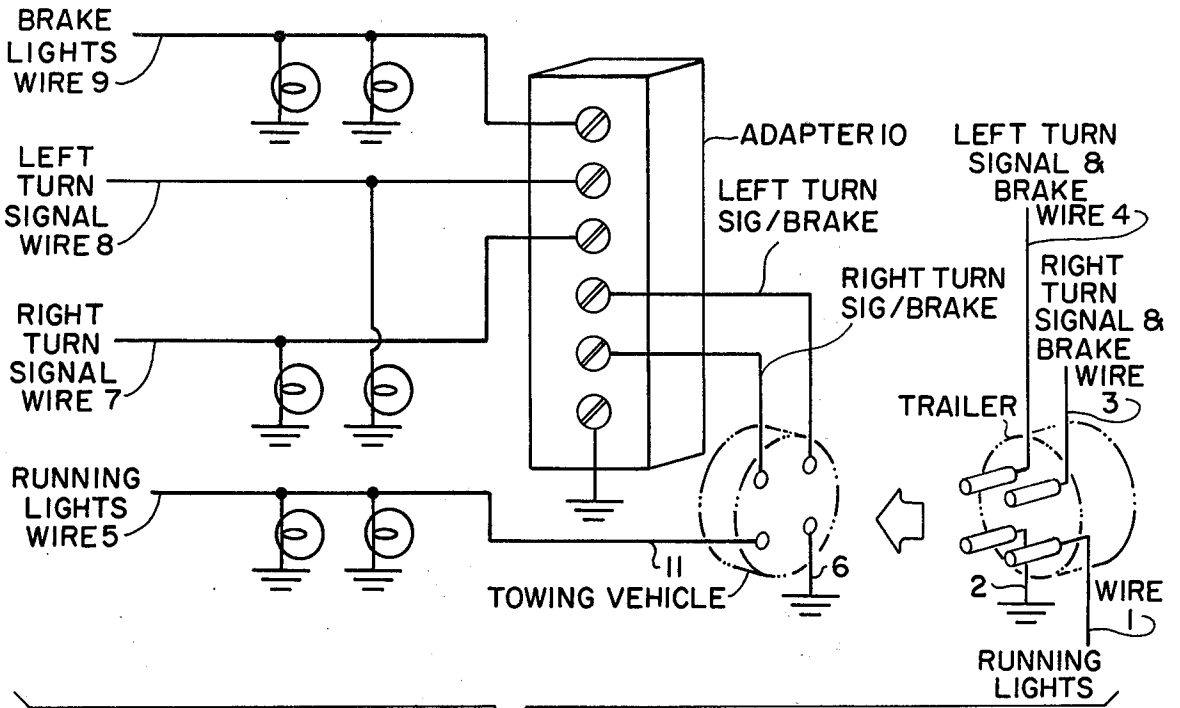 BRAKE
LIGHTS
WIRE 9
LEFT
TURN
SIGNAL
WIRE 8
RIGHT
TURN
SIGNAL
WIRE 7
RUNNING
LIGHTS
WIRE 5
ADAPTER 10
LEFT TURN
SIG/BRAKE
RIGHT TURN
SIG/BRAKE
11
6
TOWING VEHICLE
LEFT TURN
SIGNAL &
BRAKE
WIRE 4
RIGHT
TURN
SIGNAL &
BRAKE
WIRE
3
TRAILER
2
WIRE
1
RUNNING
LIGHTS